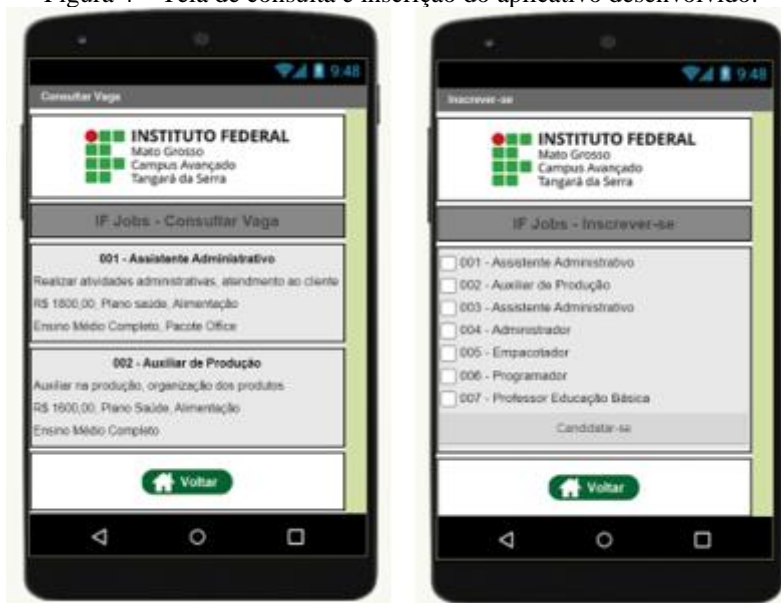 Figura 4 – Tela de consulta e inscrição do aplicativo desenvolvido.
9:48
Consultar Vaga
INSTITUTO FEDERAL
Mato Grosso
Campus Avançado
Tangará da Serra
IF Jobs - Consultar Vaga
001 - Assistente Administrativo
Realizar atividades administrativas, atendimento ao cliente
R$ 1800,00, Plano saúde, Alimentação
Ensino Médio Completo, Pacote Office
002 - Auxiliar de Produção
Auxiliar na produção, organização dos produtos
R$ 1600,00, Plano Saúde, Alimentação
Ensino Médio Completo
Voltar
9:48
Inscrever-se
INSTITUTO FEDERAL
Mato Grosso
Campus Avançado
Tangará da Serra
IF Jobs - Inscrever-se
001 - Assistente Administrativo
002 - Auxiliar de Produção
003 - Assistente Administrativo
004 - Administrador
005 - Empacotador
006 - Programador
007 - Professor Educação Básica
Candidatar-se
Voltar